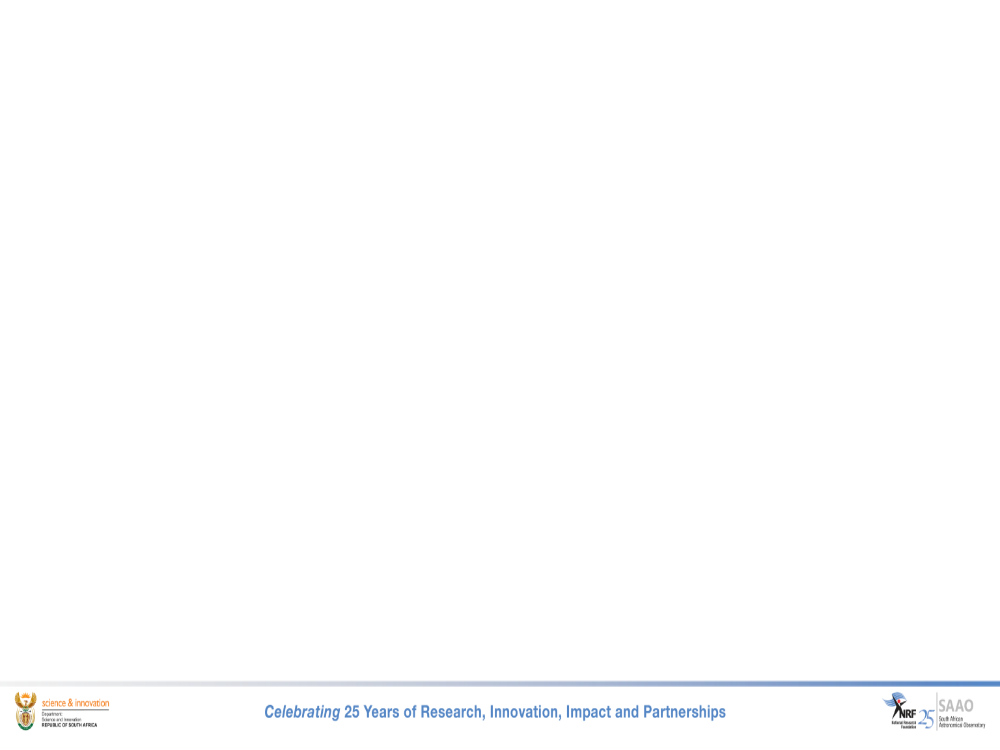 science & innovation
Department:
Science and Innovation
REPUBLIC OF SOUTH AFRICA
Celebrating 25 Years of Research, Innovation, Impact and Partnerships
NRF
National Research
Foundation
25
SAAO
South African
Astronomical Observatory